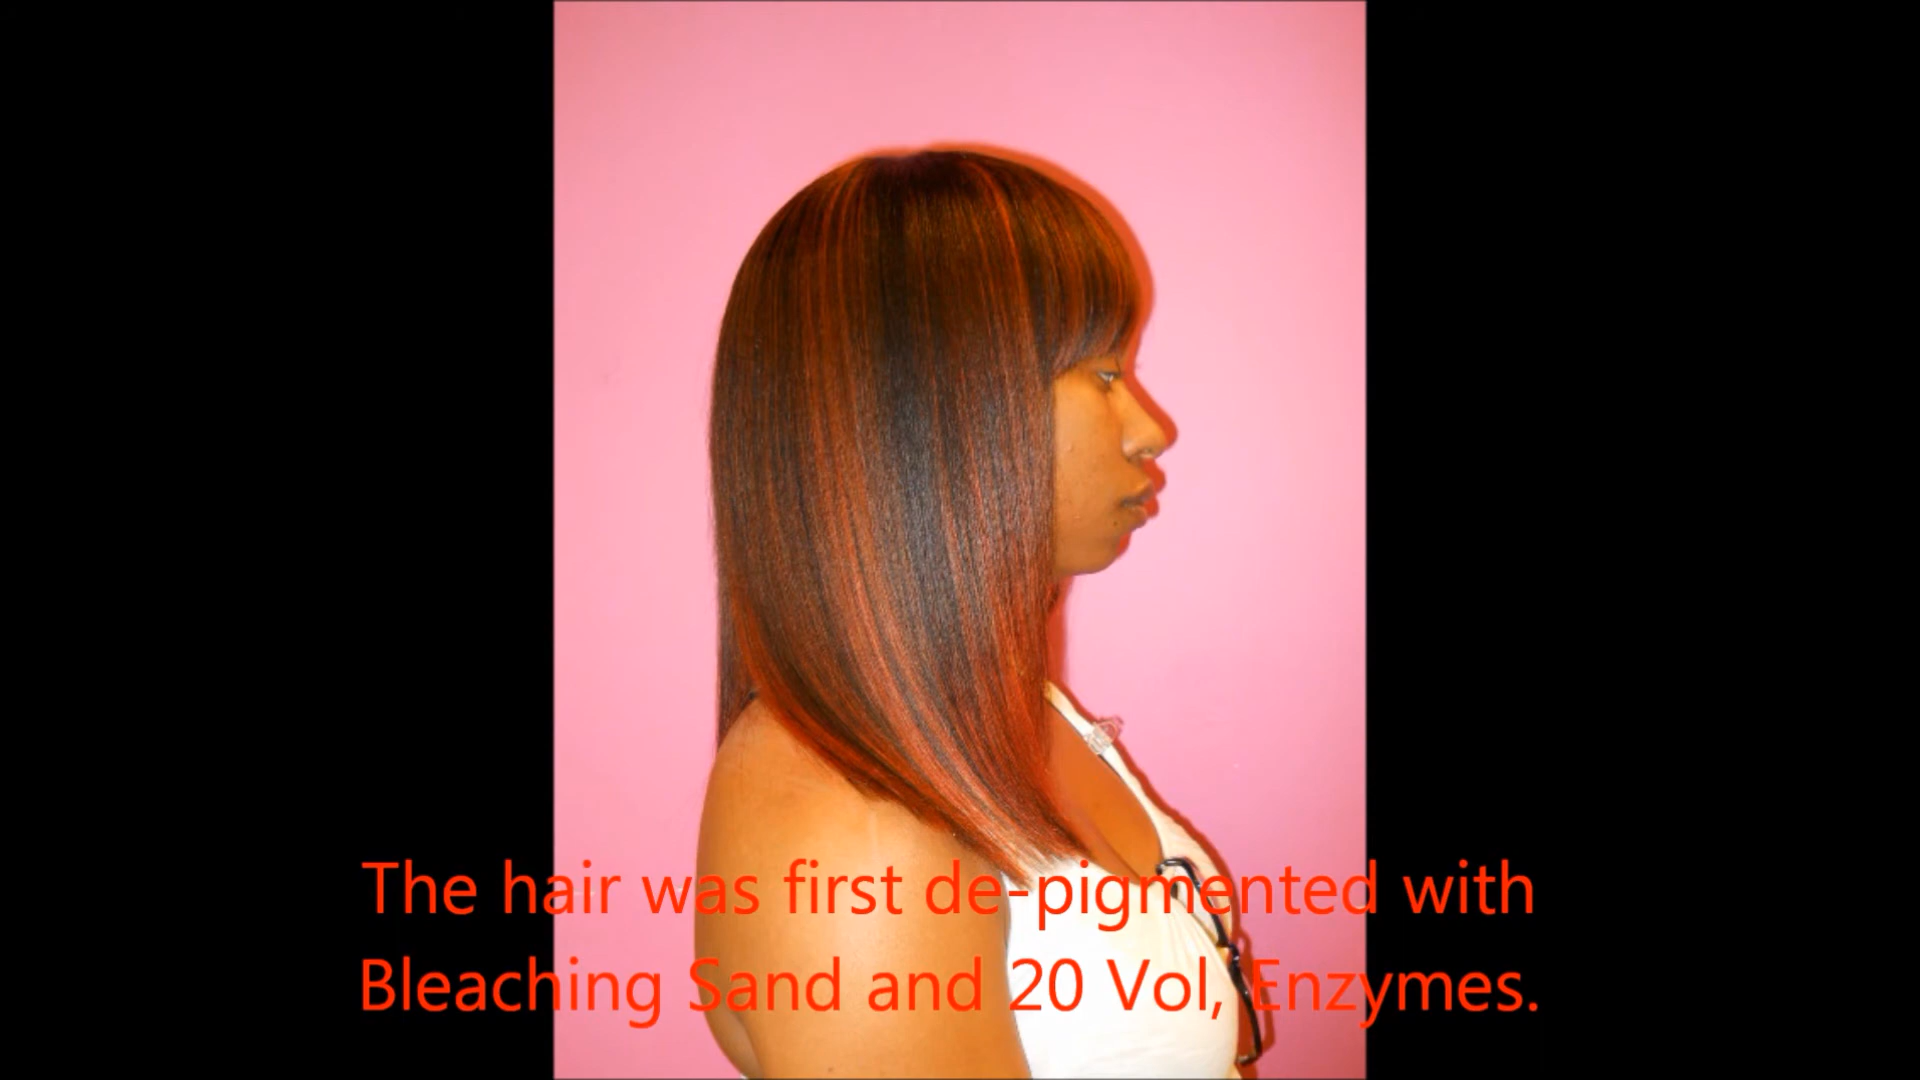 The hair was first de-pigmented with
Bleaching Sand and 20 Vol, Enzymes.